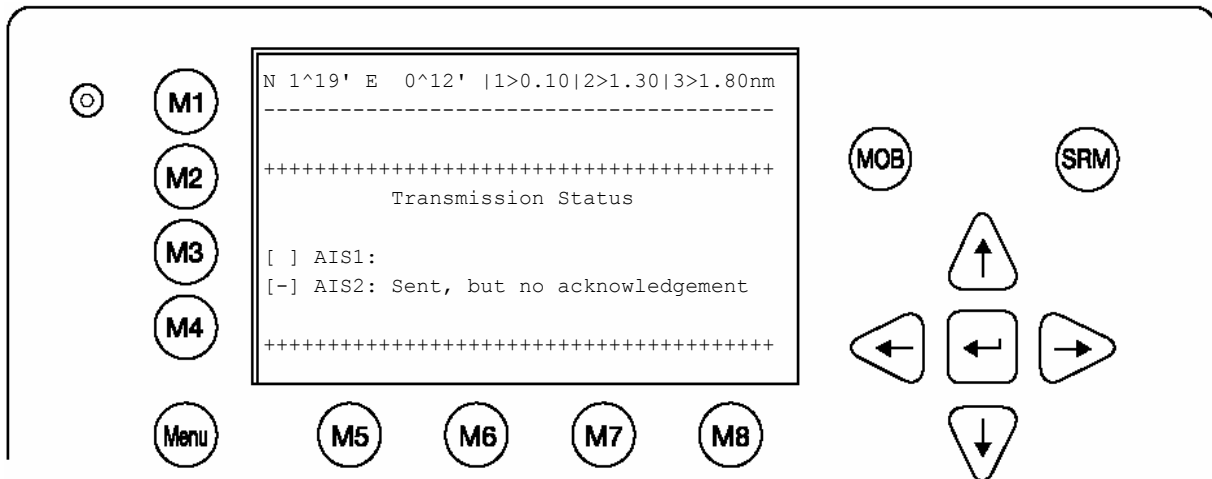 N 1^19' E  0^12' |1>0.10|2>1.30|3>1.80nm
----------------------------------------
++++++++++++++++++++++++++++++++++++++++
Transmission Status
[ ] AIS1:
[-] AIS2: Sent, but no acknowledgement
++++++++++++++++++++++++++++++++++++++++
M1
M2
M3
M4
Menu
M5
M6
M7
M8
MOB
SRM